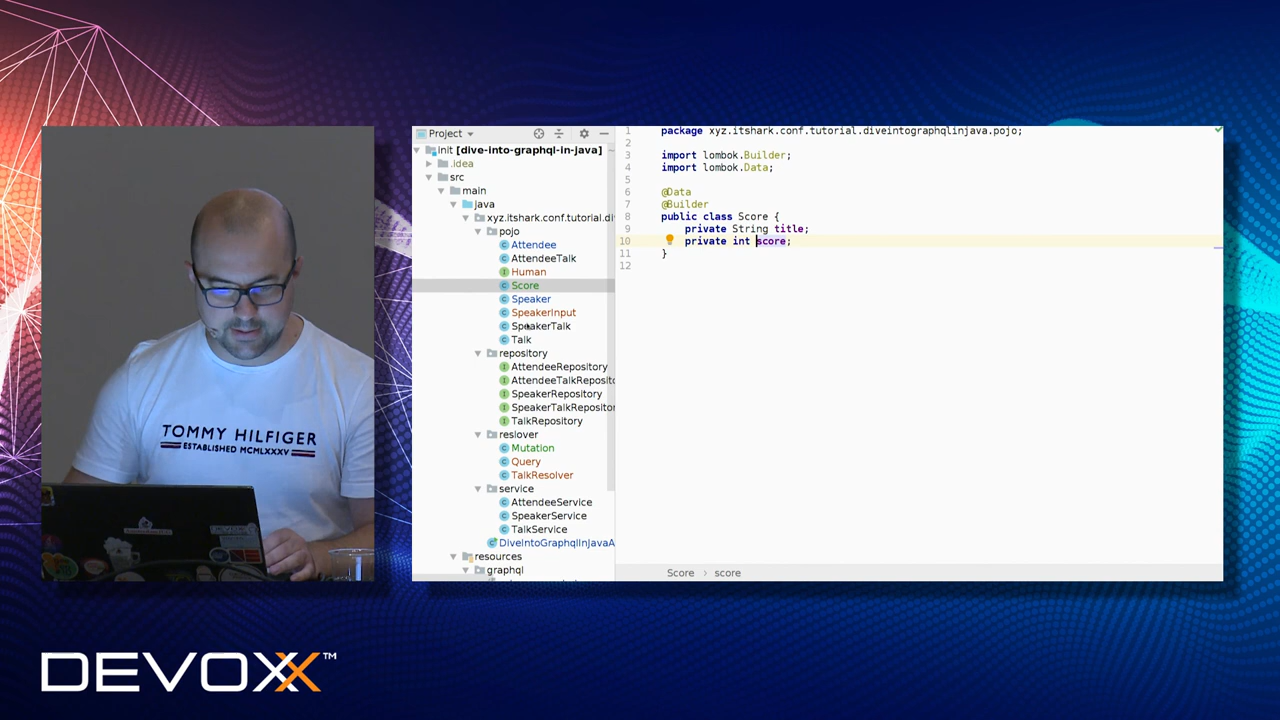 TOMMY HILFIGER
ESTABLISHED MCMLXXXV
DEVOXX™
Project
init [dive-into-graphql-in-java]
.idea
src
main
java
xyz.itshark.conf.tutorial.di
pojo
Attendee
AttendeeTalk
Human
Score
Speaker
SpeakerInput
SpeakerTalk
Talk
repository
AttendeeRepository
AttendeeTalkReposito
SpeakerRepository
SpeakerTalkRepositor
TalkRepository
reslover
Mutation
Query
TalkResolver
service
AttendeeService
SpeakerService
TalkService
DiveIntoGraphqlInJavaA
resources
graphql
1 package xyz.itshark.conf.tutorial.diveintographqlinjava.pojo;
2
3 import lombok.Builder;
4 import lombok.Data;
5
6 @Data
7 @Builder
8 public class Score {
9 private String title;
10 private int score;
11 }
12
Score > score